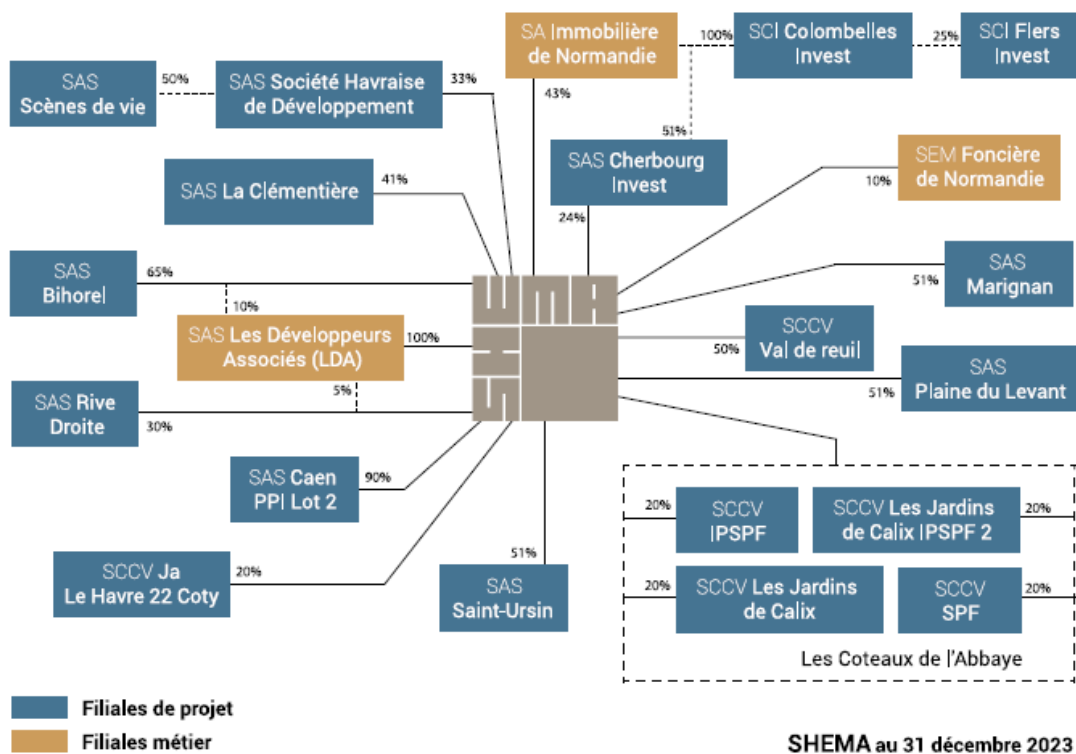 SA Immobilière
de Normandie
100%
SCI Colombelles
Invest
25%
SCI Flers
Invest
SAS
Scènes de vie
50%
SAS Société Havraise
de Développement
33%
43%
51%
SAS Cherbourg
Invest
24%
SEM Foncière
de Normandie
10%
SAS La Clémentière
41%
SAS
Bihorel
65%
10%
SAS Les Développeurs
Associés (LDA)
100%
5%
SAS
Marignan
51%
SCCV
Val de reuil
50%
SAS
Plaine du Levant
51%
SAS Rive
Droite
30%
SHEMA
SAS Caen
PPI Lot 2
90%
SCCV Ja
Le Havre 22 Coty
20%
51%
SAS
Saint-Ursin
20%
SCCV
IPSPF
SCCV Les Jardins
de Calix IPSPF 2
20%
20%
SCCV Les Jardins
de Calix
SCCV
SPF
20%
Les Coteaux de l'Abbaye
Filiales de projet
Filiales métier
SHEMA au 31 décembre 2023